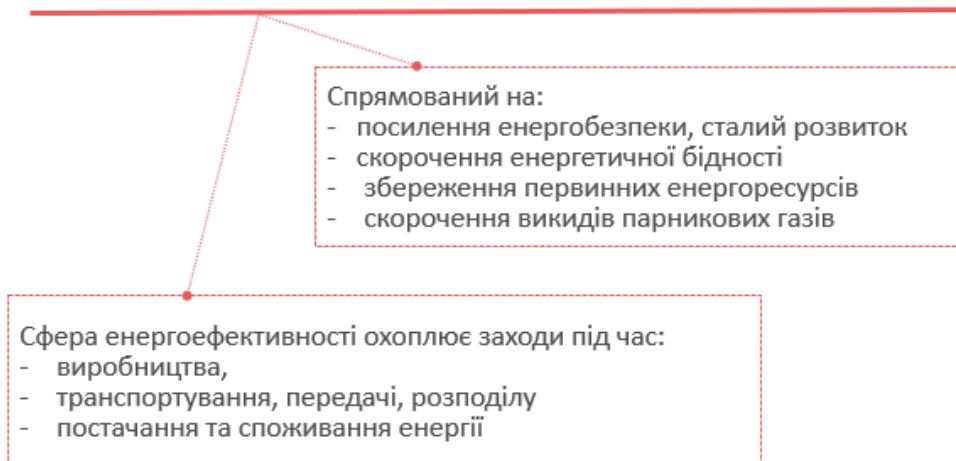 Спрямований на:
- посилення енергобезпеки, сталий розвиток
- скорочення енергетичної бідності
- збереження первинних енергоресурсів
- скорочення викидів парникових газів
Сфера енергоефективності охоплює заходи під час:
- виробництва,
- транспортування, передачі, розподілу
- постачання та споживання енергії